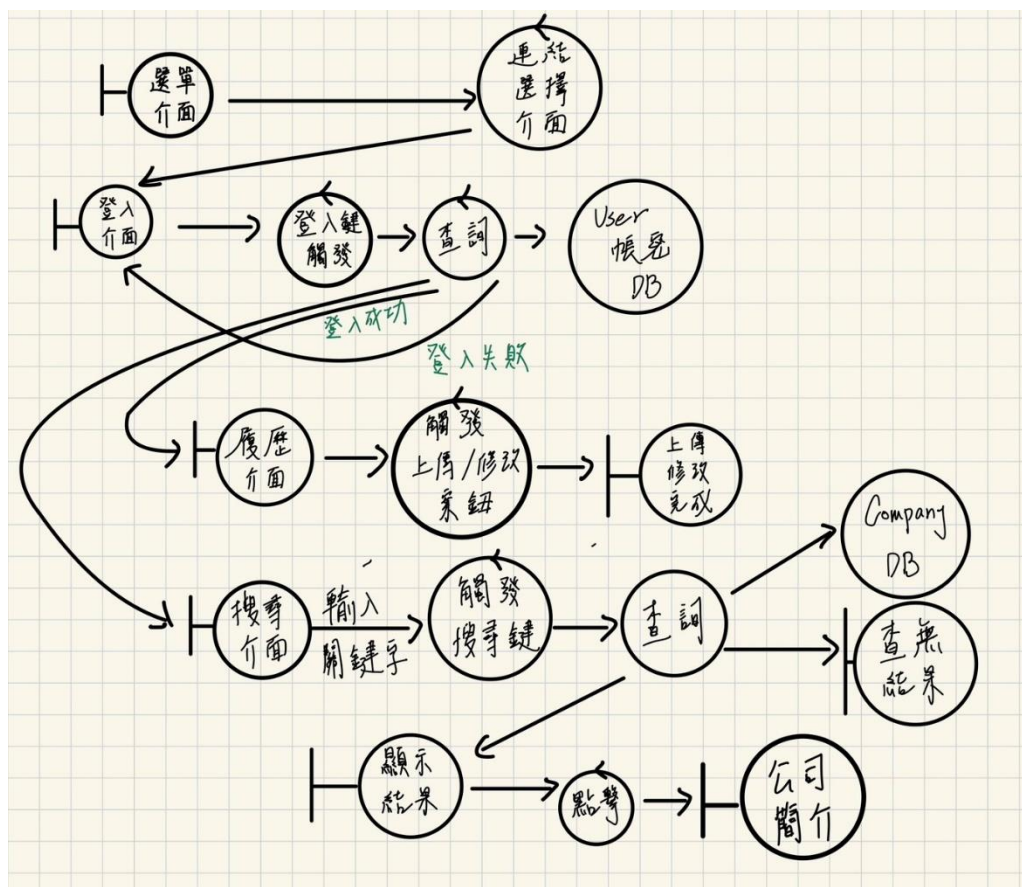 選單
介面
連結
選擇
介面
登入
介面
登入鍵
觸發
查詢
User
帳號
DB
登入成功
登入失敗
履歷
介面
觸發
上傳/修改
案鈕
上傳
修改
完成
Company
DB
搜尋
介面
輸入
關鍵字
觸發
搜尋鍵
查詢
查無
結果
顯示
結果
點擊
公司
簡介